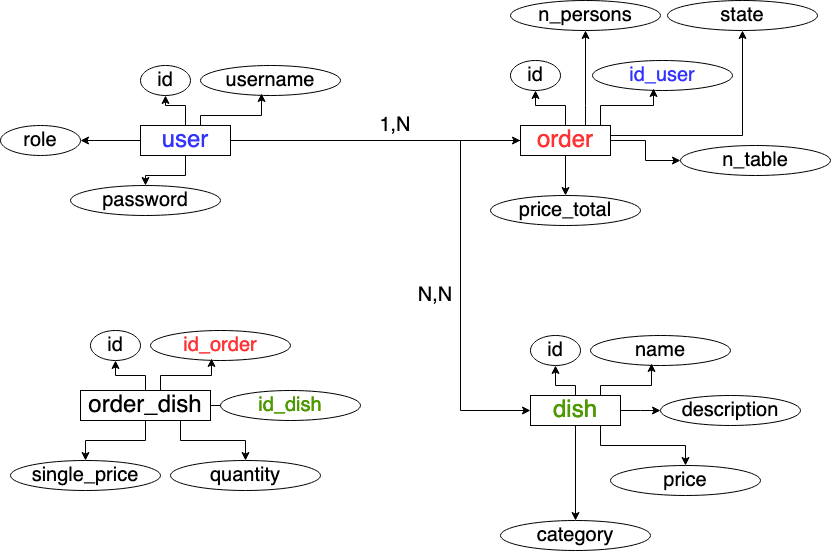 n_persons
state
id
username
id
id_user
role
user
1,N
order
n_table
password
price_total
N,N
id
id_order
id
name
order_dish
id_dish
dish
description
single_price
quantity
price
category